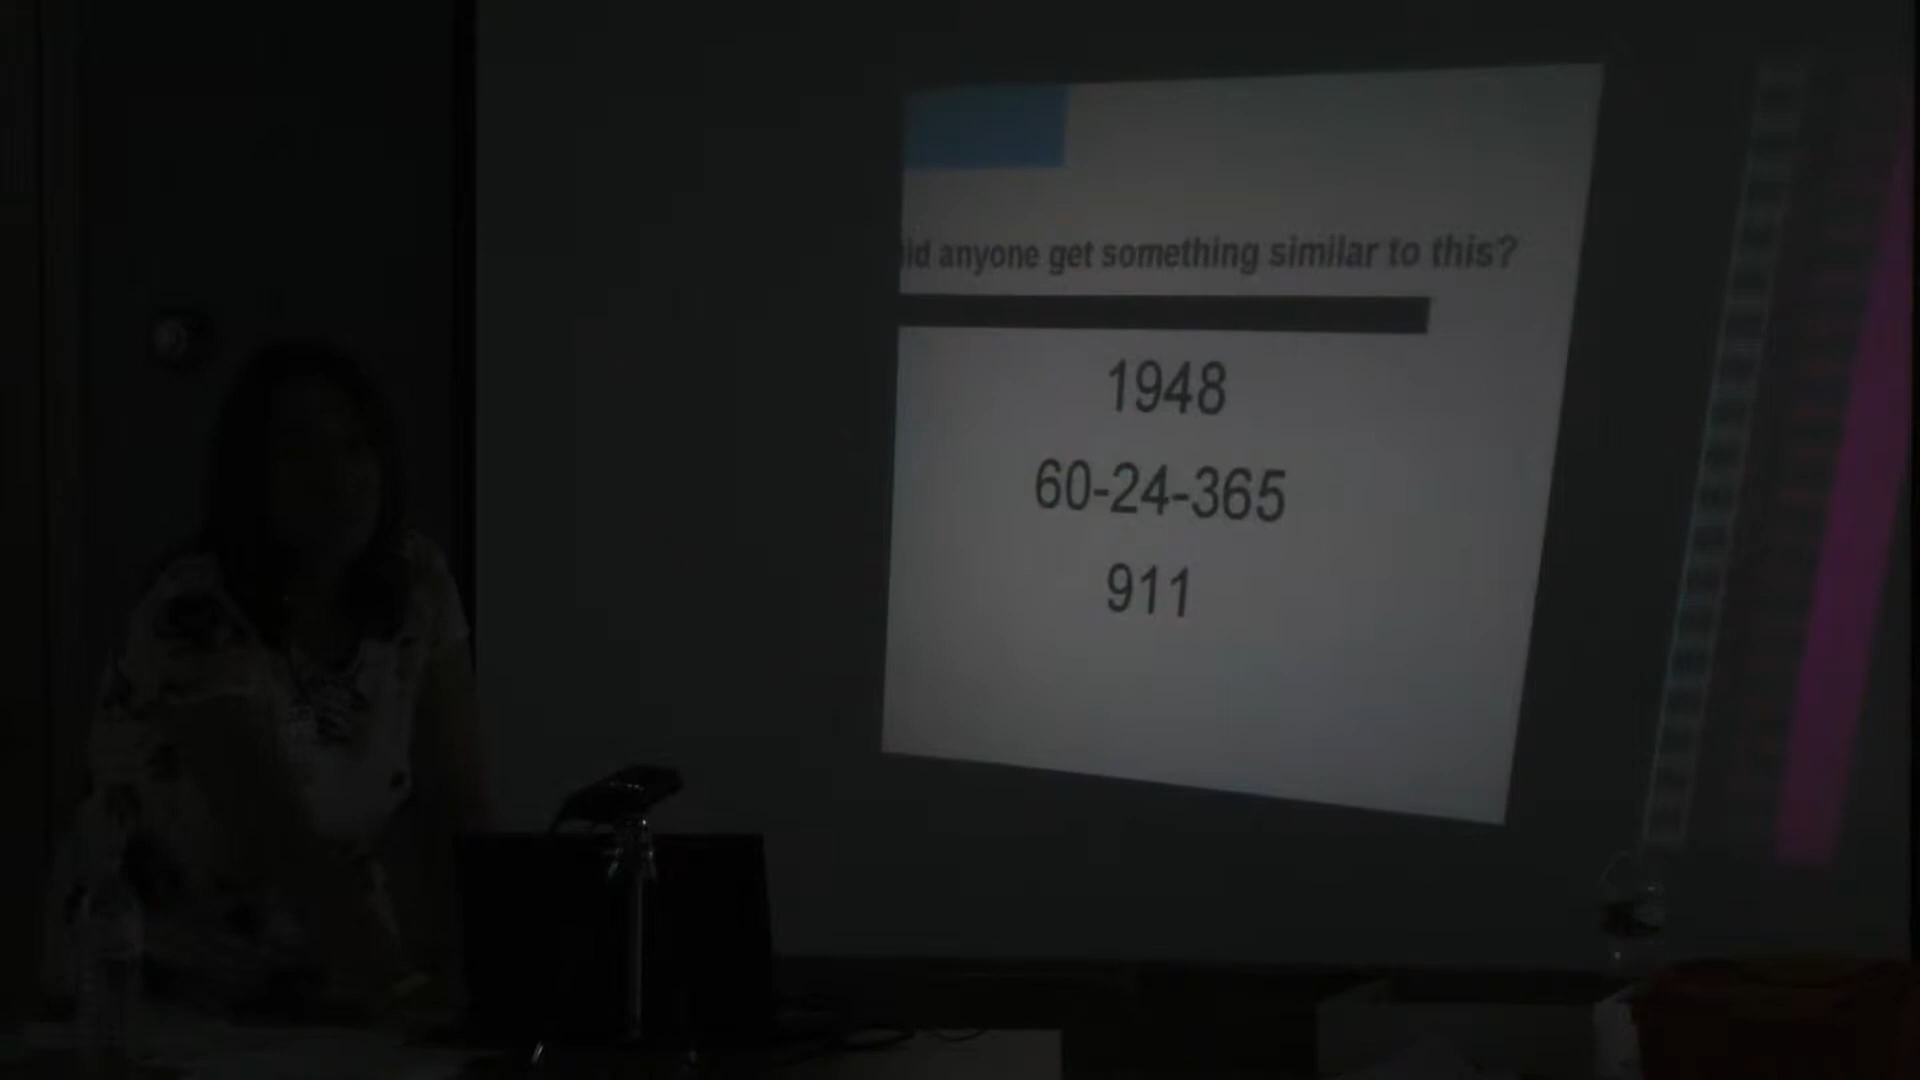 id anyone get something similar to this?
1948
60-24-365
911